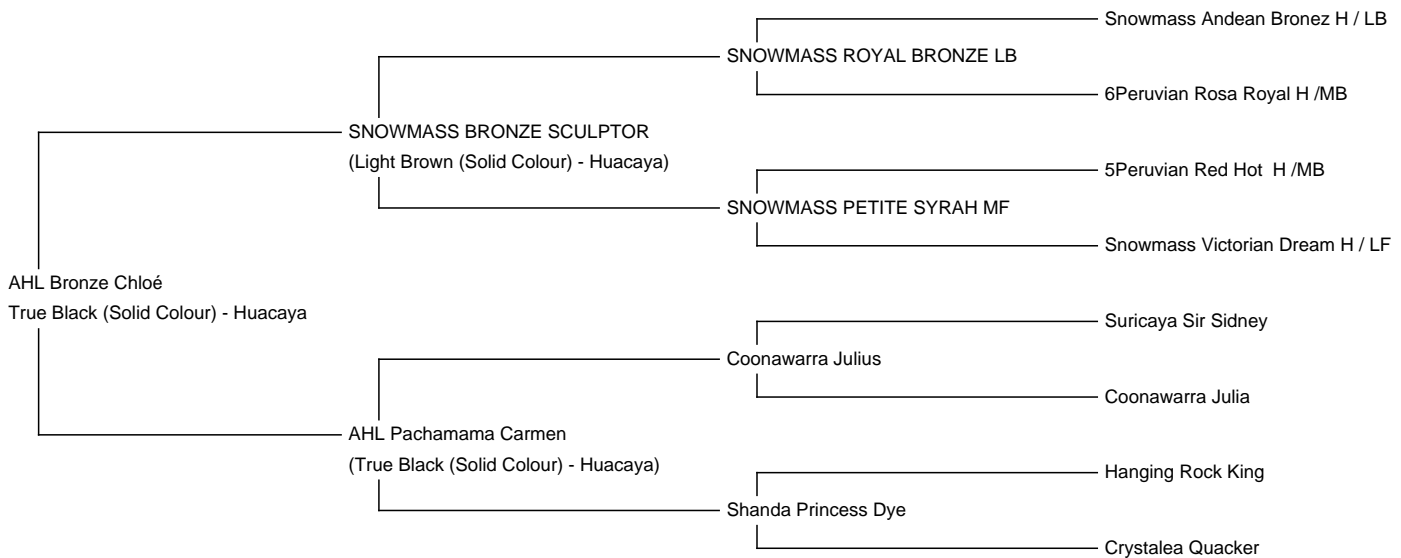 Snowmass Andean Bronez H / LB
SNOWMASS ROYAL BRONZE LB
6Peruvian Rosa Royal H /MB
SNOWMASS BRONZE SCULPTOR
(Light Brown (Solid Colour) - Huacaya)
5Peruvian Red Hot  H /MB
SNOWMASS PETITE SYRAH MF
Snowmass Victorian Dream H / LF
AHL Bronze Chloé
True Black (Solid Colour) - Huacaya
Suricaya Sir Sidney
Coonawarra Julius
Coonawarra Julia
AHL Pachamama Carmen
(True Black (Solid Colour) - Huacaya)
Hanging Rock King
Shanda Princess Dye
Crystalea Quacker